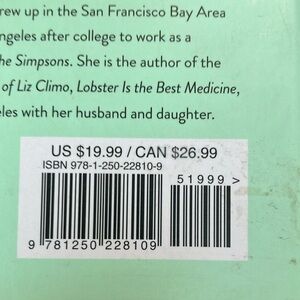 rew up in the San Francisco Bay Area
ngeles after college to work as a
he Simpsons. She is the author of the
of Liz Climo, Lobster Is the Best Medicine,
eles with her husband and daughter.
US $19.99 / CAN $26.99
ISBN 978-1-250-22810-9
51999 >
9 781250 228109